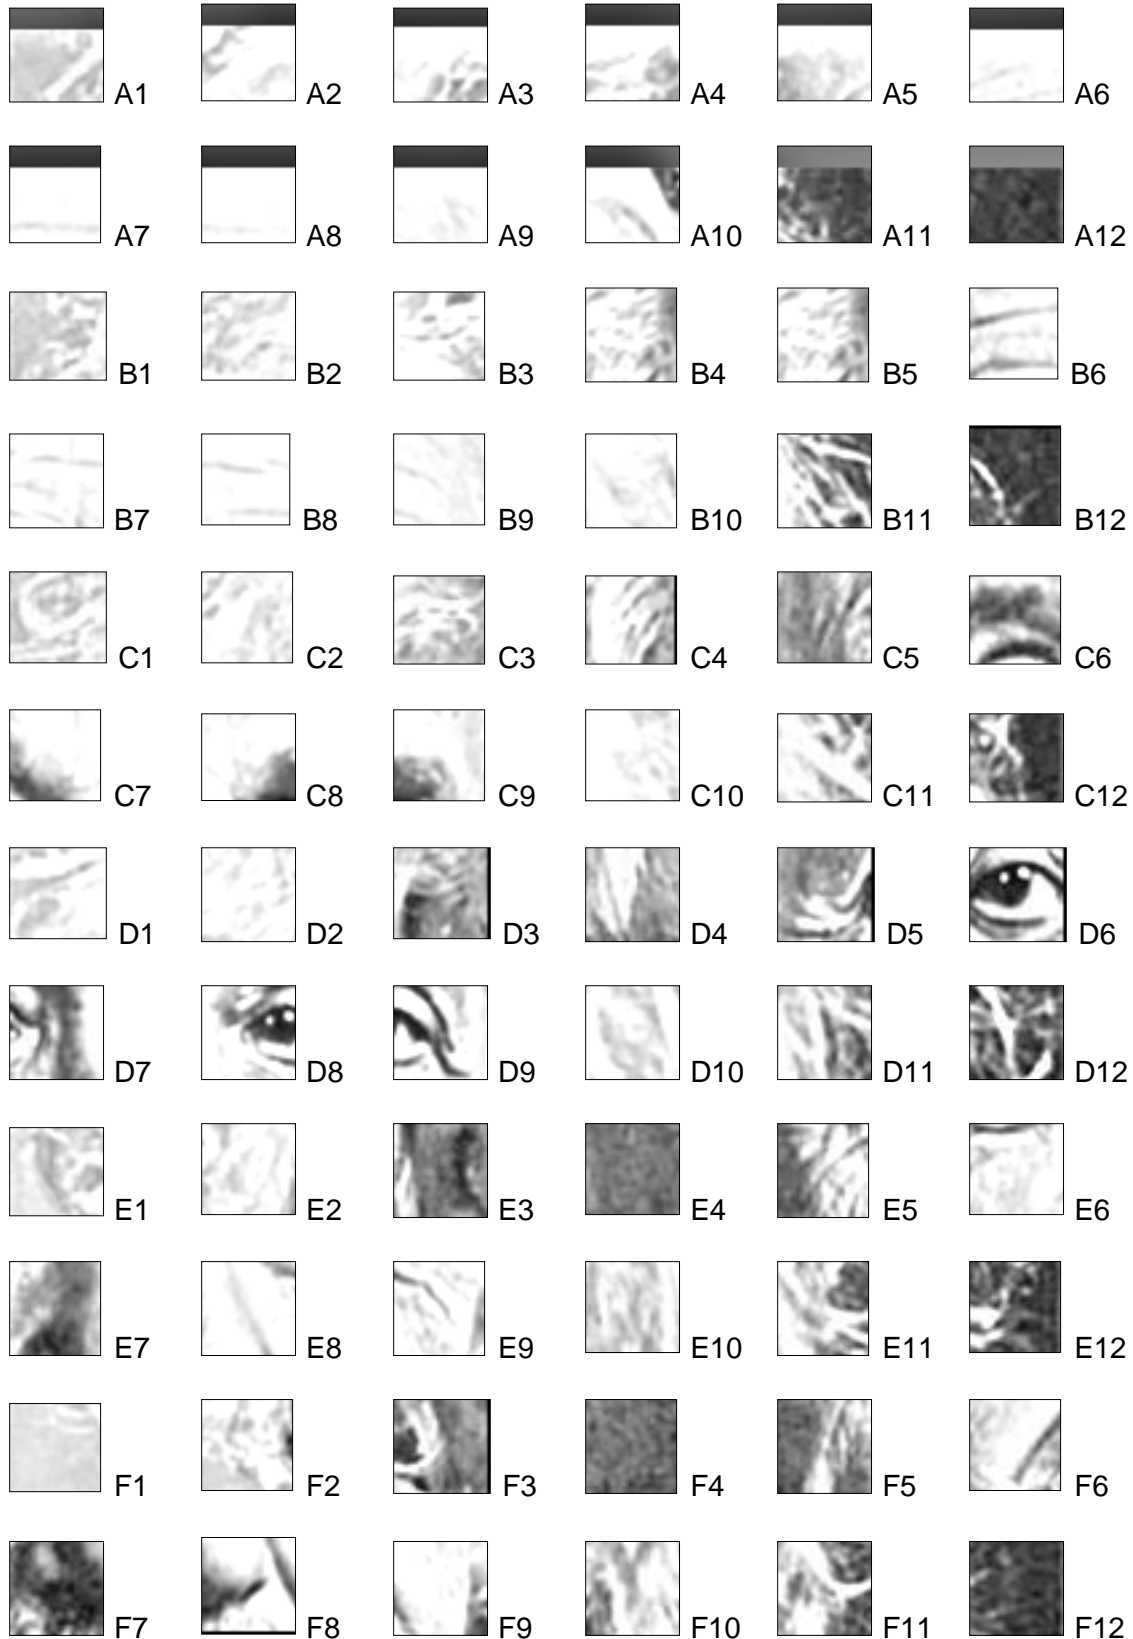 A1 A2 A3 A4 A5 A6
A7 A8 A9 A10 A11 A12
B1 B2 B3 B4 B5 B6
B7 B8 B9 B10 B11 B12
C1 C2 C3 C4 C5 C6
C7 C8 C9 C10 C11 C12
D1 D2 D3 D4 D5 D6
D7 D8 D9 D10 D11 D12
E1 E2 E3 E4 E5 E6
E7 E8 E9 E10 E11 E12
F1 F2 F3 F4 F5 F6
F7 F8 F9 F10 F11 F12